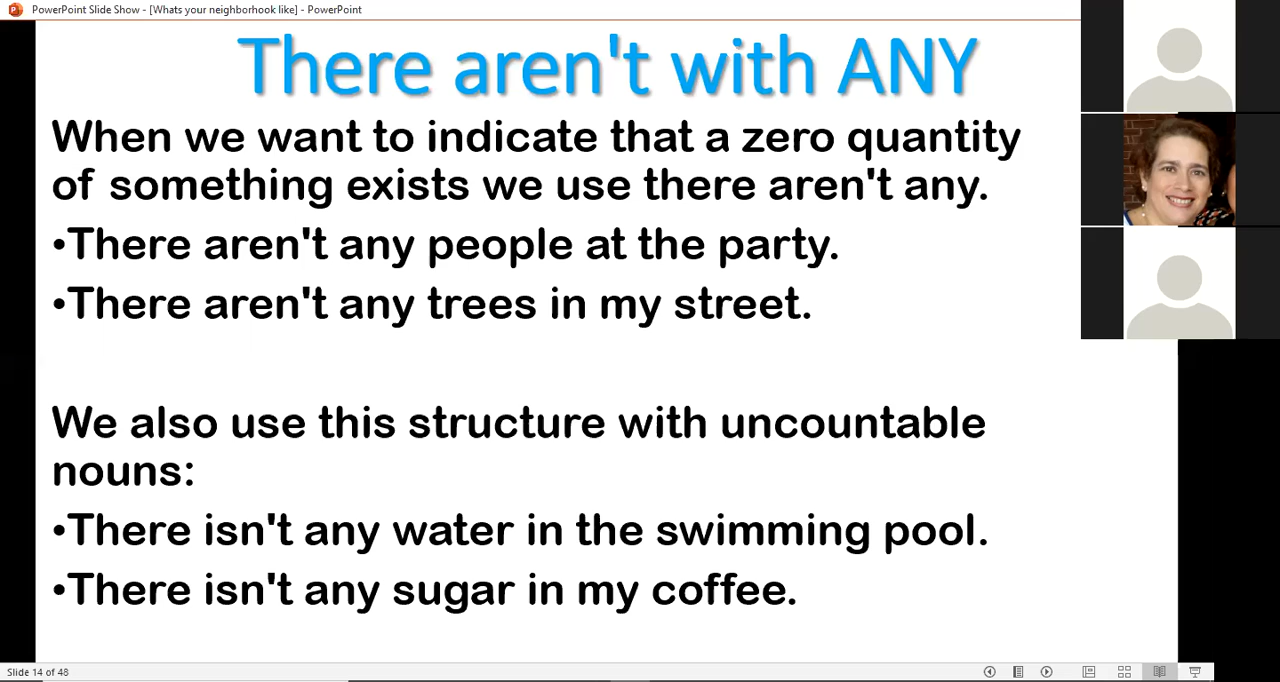 PowerPoint Slide Show - [Whats your neighborhook like] - PowerPoint
There aren't with ANY
When we want to indicate that a zero quantity
of something exists we use there aren't any.
•There aren't any people at the party.
•There aren't any trees in my street.
We also use this structure with uncountable
nouns:
•There isn't any water in the swimming pool.
•There isn't any sugar in my coffee.
Slide 14 of 48